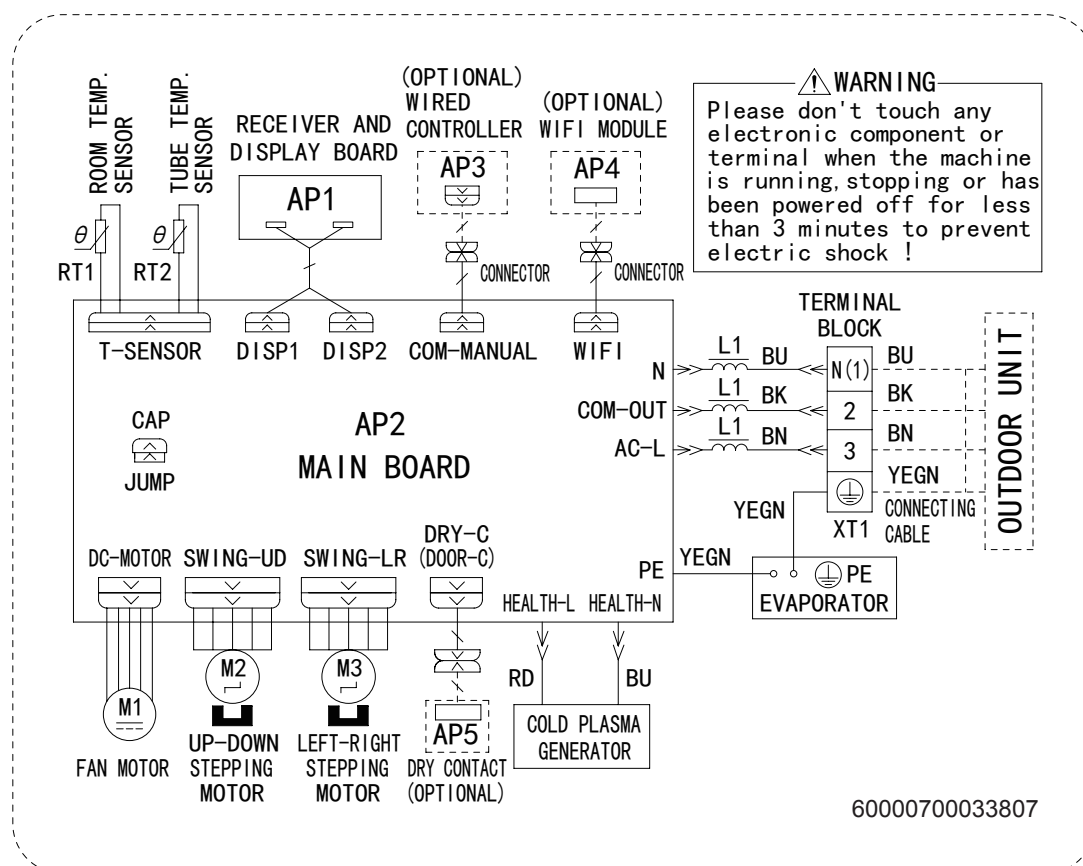 ROOM TEMP.
SENSOR
TUBE TEMP.
SENSOR
θ
RT1
θ
RT2
RECEIVER AND
DISPLAY BOARD
AP1
(OPTIONAL)
WIRED
CONTROLLER
AP3
CONNECTOR
(OPTIONAL)
WIFI MODULE
AP4
CONNECTOR
WARNING
Please don't touch any
electronic component or
terminal when the machine
is running,stopping or has
been powered off for less
than 3 minutes to prevent
electric shock !
T-SENSOR
DISP1
DISP2
COM-MANUAL
WIFI
TERMINAL
BLOCK
N
L1
BU
N(1)
BU
COM-OUT
L1
BK
2
BK
AC-L
L1
BN
3
BN
YEGN
YEGN
XT1
CONNECTING
CABLE
OUTDOOR UNIT
CAP
JUMP
AP2
MAIN BOARD
PE
YEGN
PE
EVAPORATOR
DC-MOTOR
SWING-UD
SWING-LR
DRY-C
(DOOR-C)
HEALTH-L
HEALTH-N
M1
FAN MOTOR
M2
UP-DOWN
STEPPING
MOTOR
M3
LEFT-RIGHT
STEPPING
MOTOR
AP5
DRY CONTACT
(OPTIONAL)
RD
BU
COLD PLASMA
GENERATOR
60000700033807